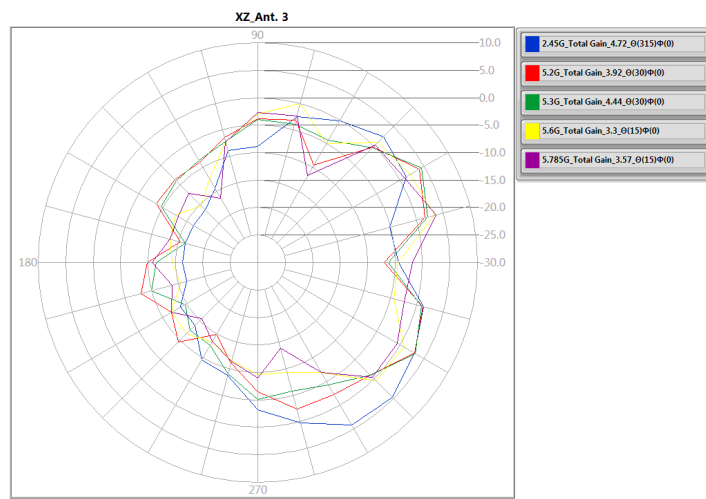 XZ_Ant. 3
90
10.0
5.0
0.0
-5.0
-10.0
-15.0
-20.0
-25.0
180
-30.0
270
2.45G_Total Gain_4.72_Θ(315)Φ(0)
5.2G_Total Gain_3.92_Θ(30)Φ(0)
5.3G_Total Gain_4.44_Θ(30)Φ(0)
5.6G_Total Gain_3.3_Θ(15)Φ(0)
5.785G_Total Gain_3.57_Θ(15)Φ(0)